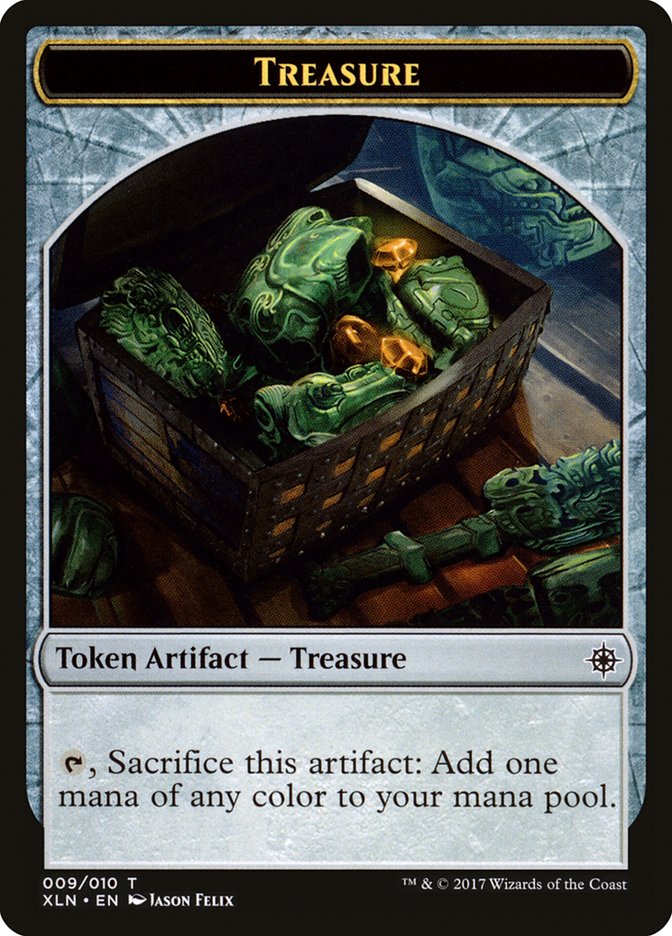 Treasure
Token Artifact — Treasure
, Sacrifice this artifact: Add one
mana of any color to your mana pool.
009/010 T
XLN • EN Jason Felix
™ & © 2017 Wizards of the Coast